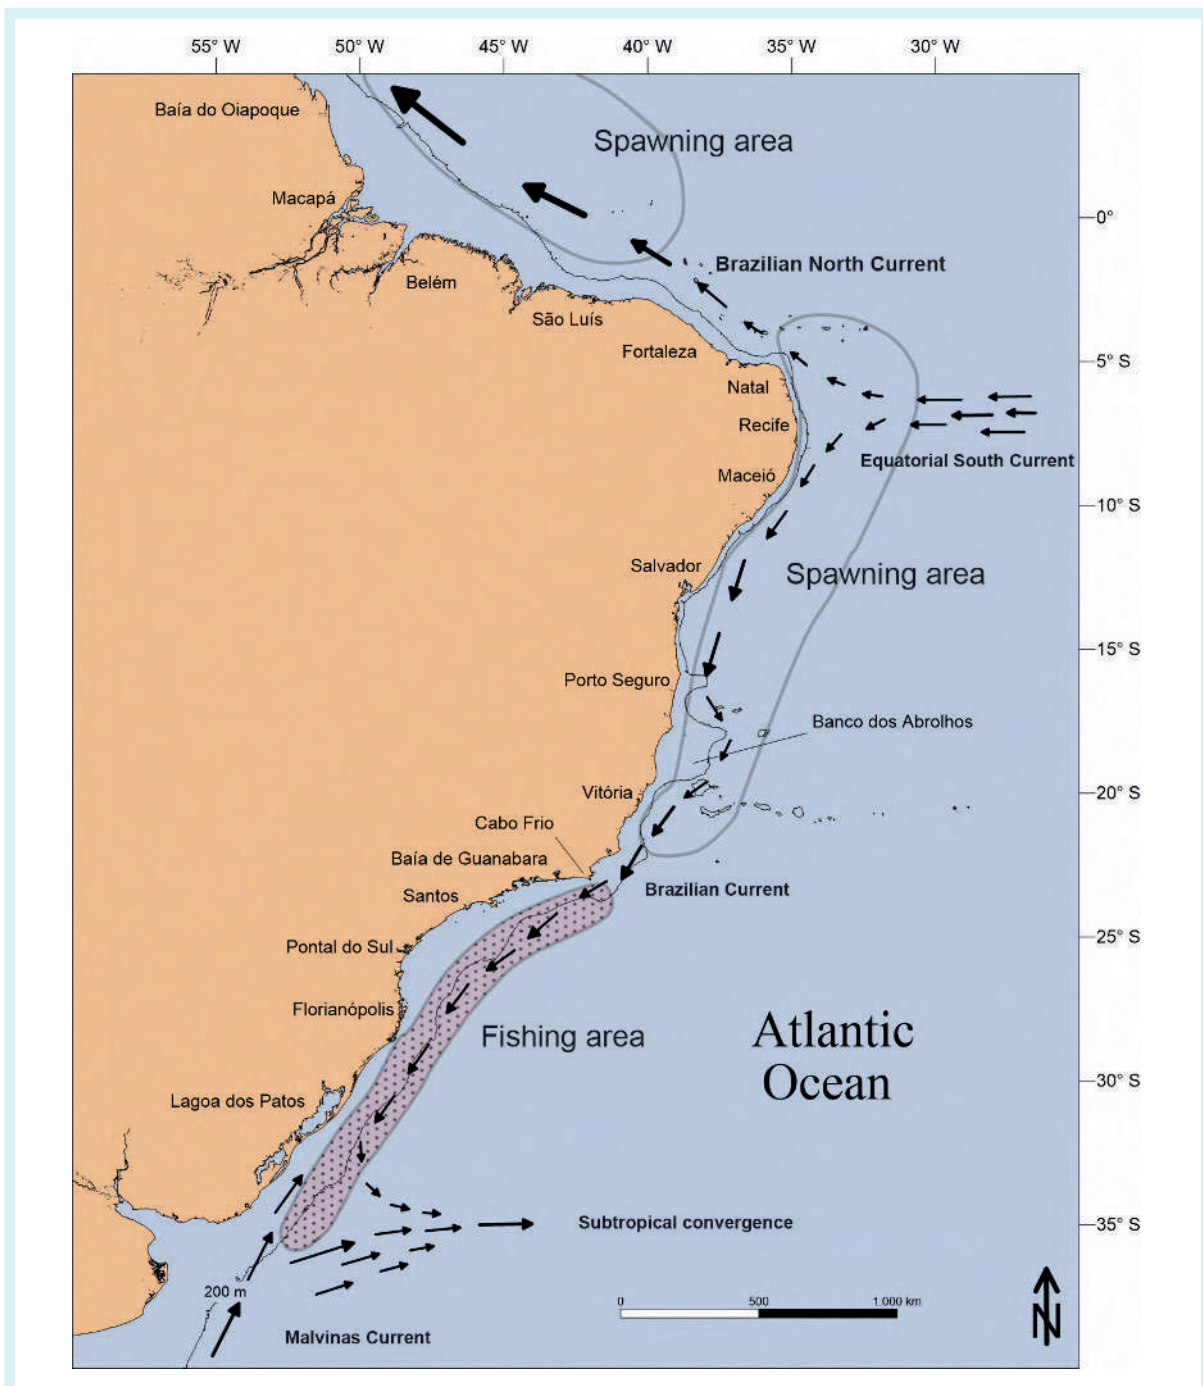 55° W 50° W 45° W 40° W 35° W 30° W
Baía do Oiapoque
Spawning area
Macapá
0°
Brazilian North Current
Belém
São Luís
Fortaleza
5° S
Natal
Recife
Equatorial South Current
Maceió
10° S
Salvador
Spawning area
15° S
Porto Seguro
Banco dos Abrolhos
Vitória
20° S
Cabo Frio
Baía de Guanabara
Brazilian Current
Santos
25° S
Pontal do Sul
Florianópolis
Fishing area
Atlantic
Ocean
30° S
Lagoa dos Patos
Subtropical convergence
35° S
200 m
0 500 1.000 km
Malvinas Current
N